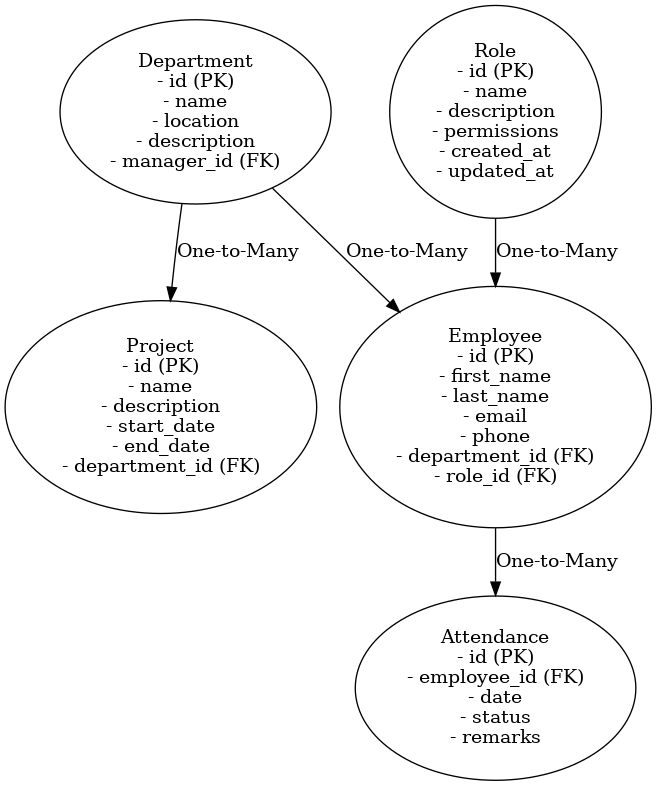 Department
- id (PK)
- name
- location
- description
- manager_id (FK)
Role
- id (PK)
- name
- description
- permissions
- created_at
- updated_at
One-to-Many
One-to-Many
One-to-Many
Project
- id (PK)
- name
- description
- start_date
- end_date
- department_id (FK)
Employee
- id (PK)
- first_name
- last_name
- email
- phone
- department_id (FK)
- role_id (FK)
One-to-Many
Attendance
- id (PK)
- employee_id (FK)
- date
- status
- remarks